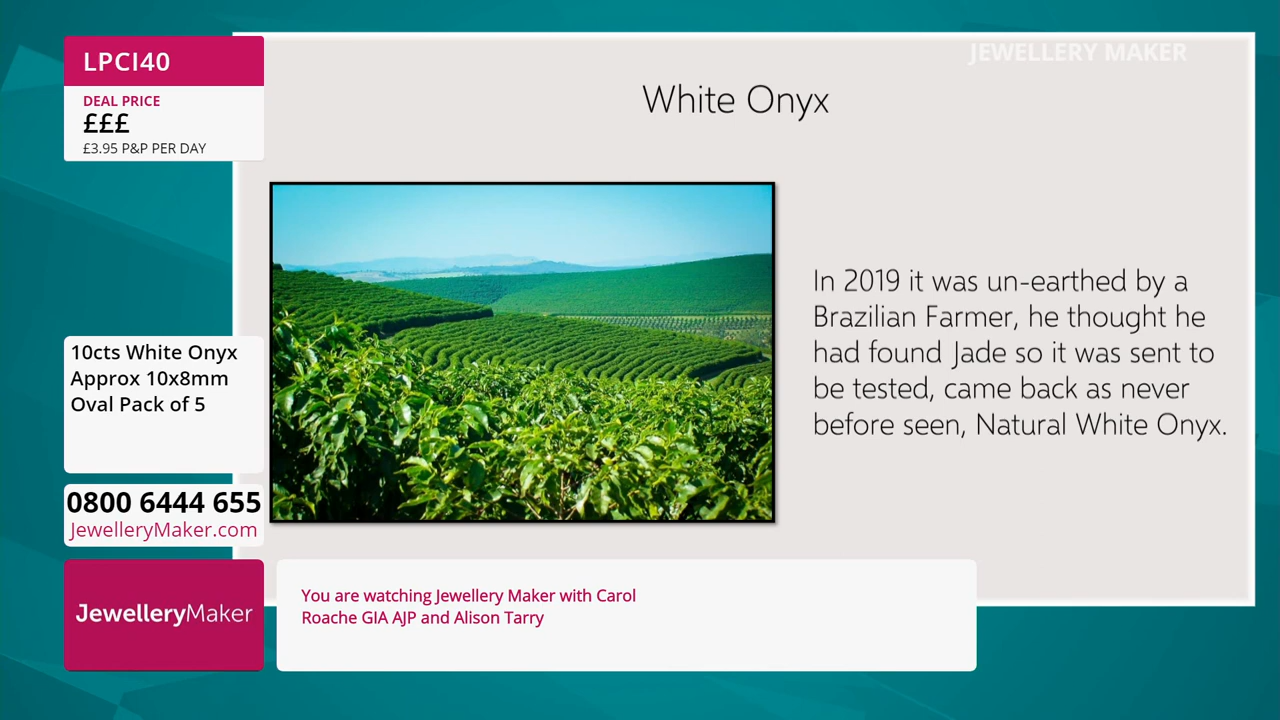 LPCI40
DEAL PRICE
£££
£3.95 P&P PER DAY
JEWELLERY MAKER
White Onyx
In 2019 it was un-earthed by a
Brazilian Farmer, he thought he
had found Jade so it was sent to
be tested, came back as never
before seen, Natural White Onyx.
10cts White Onyx
Approx 10x8mm
Oval Pack of 5
0800 6444 655
JewelleryMaker.com
JewelleryMaker
You are watching Jewellery Maker with Carol
Roache GIA AJP and Alison Tarry